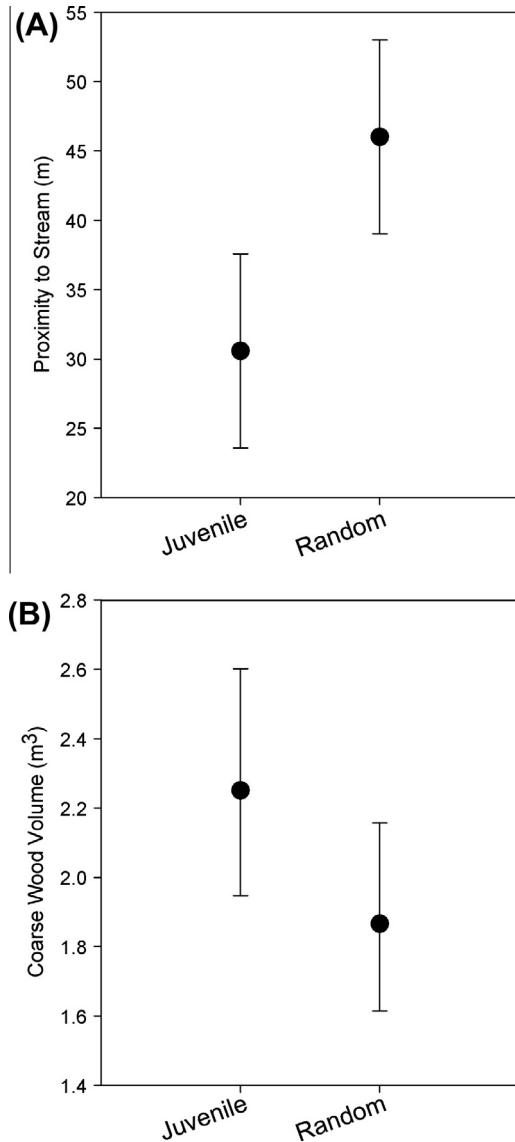 (A)
55
50
45
40
35
30
25
20
Proximity to Stream (m)
Juvenile
Random
(B)
2.8
2.6
2.4
2.2
2.0
1.8
1.6
1.4
Coarse Wood Volume (m³)
Juvenile
Random